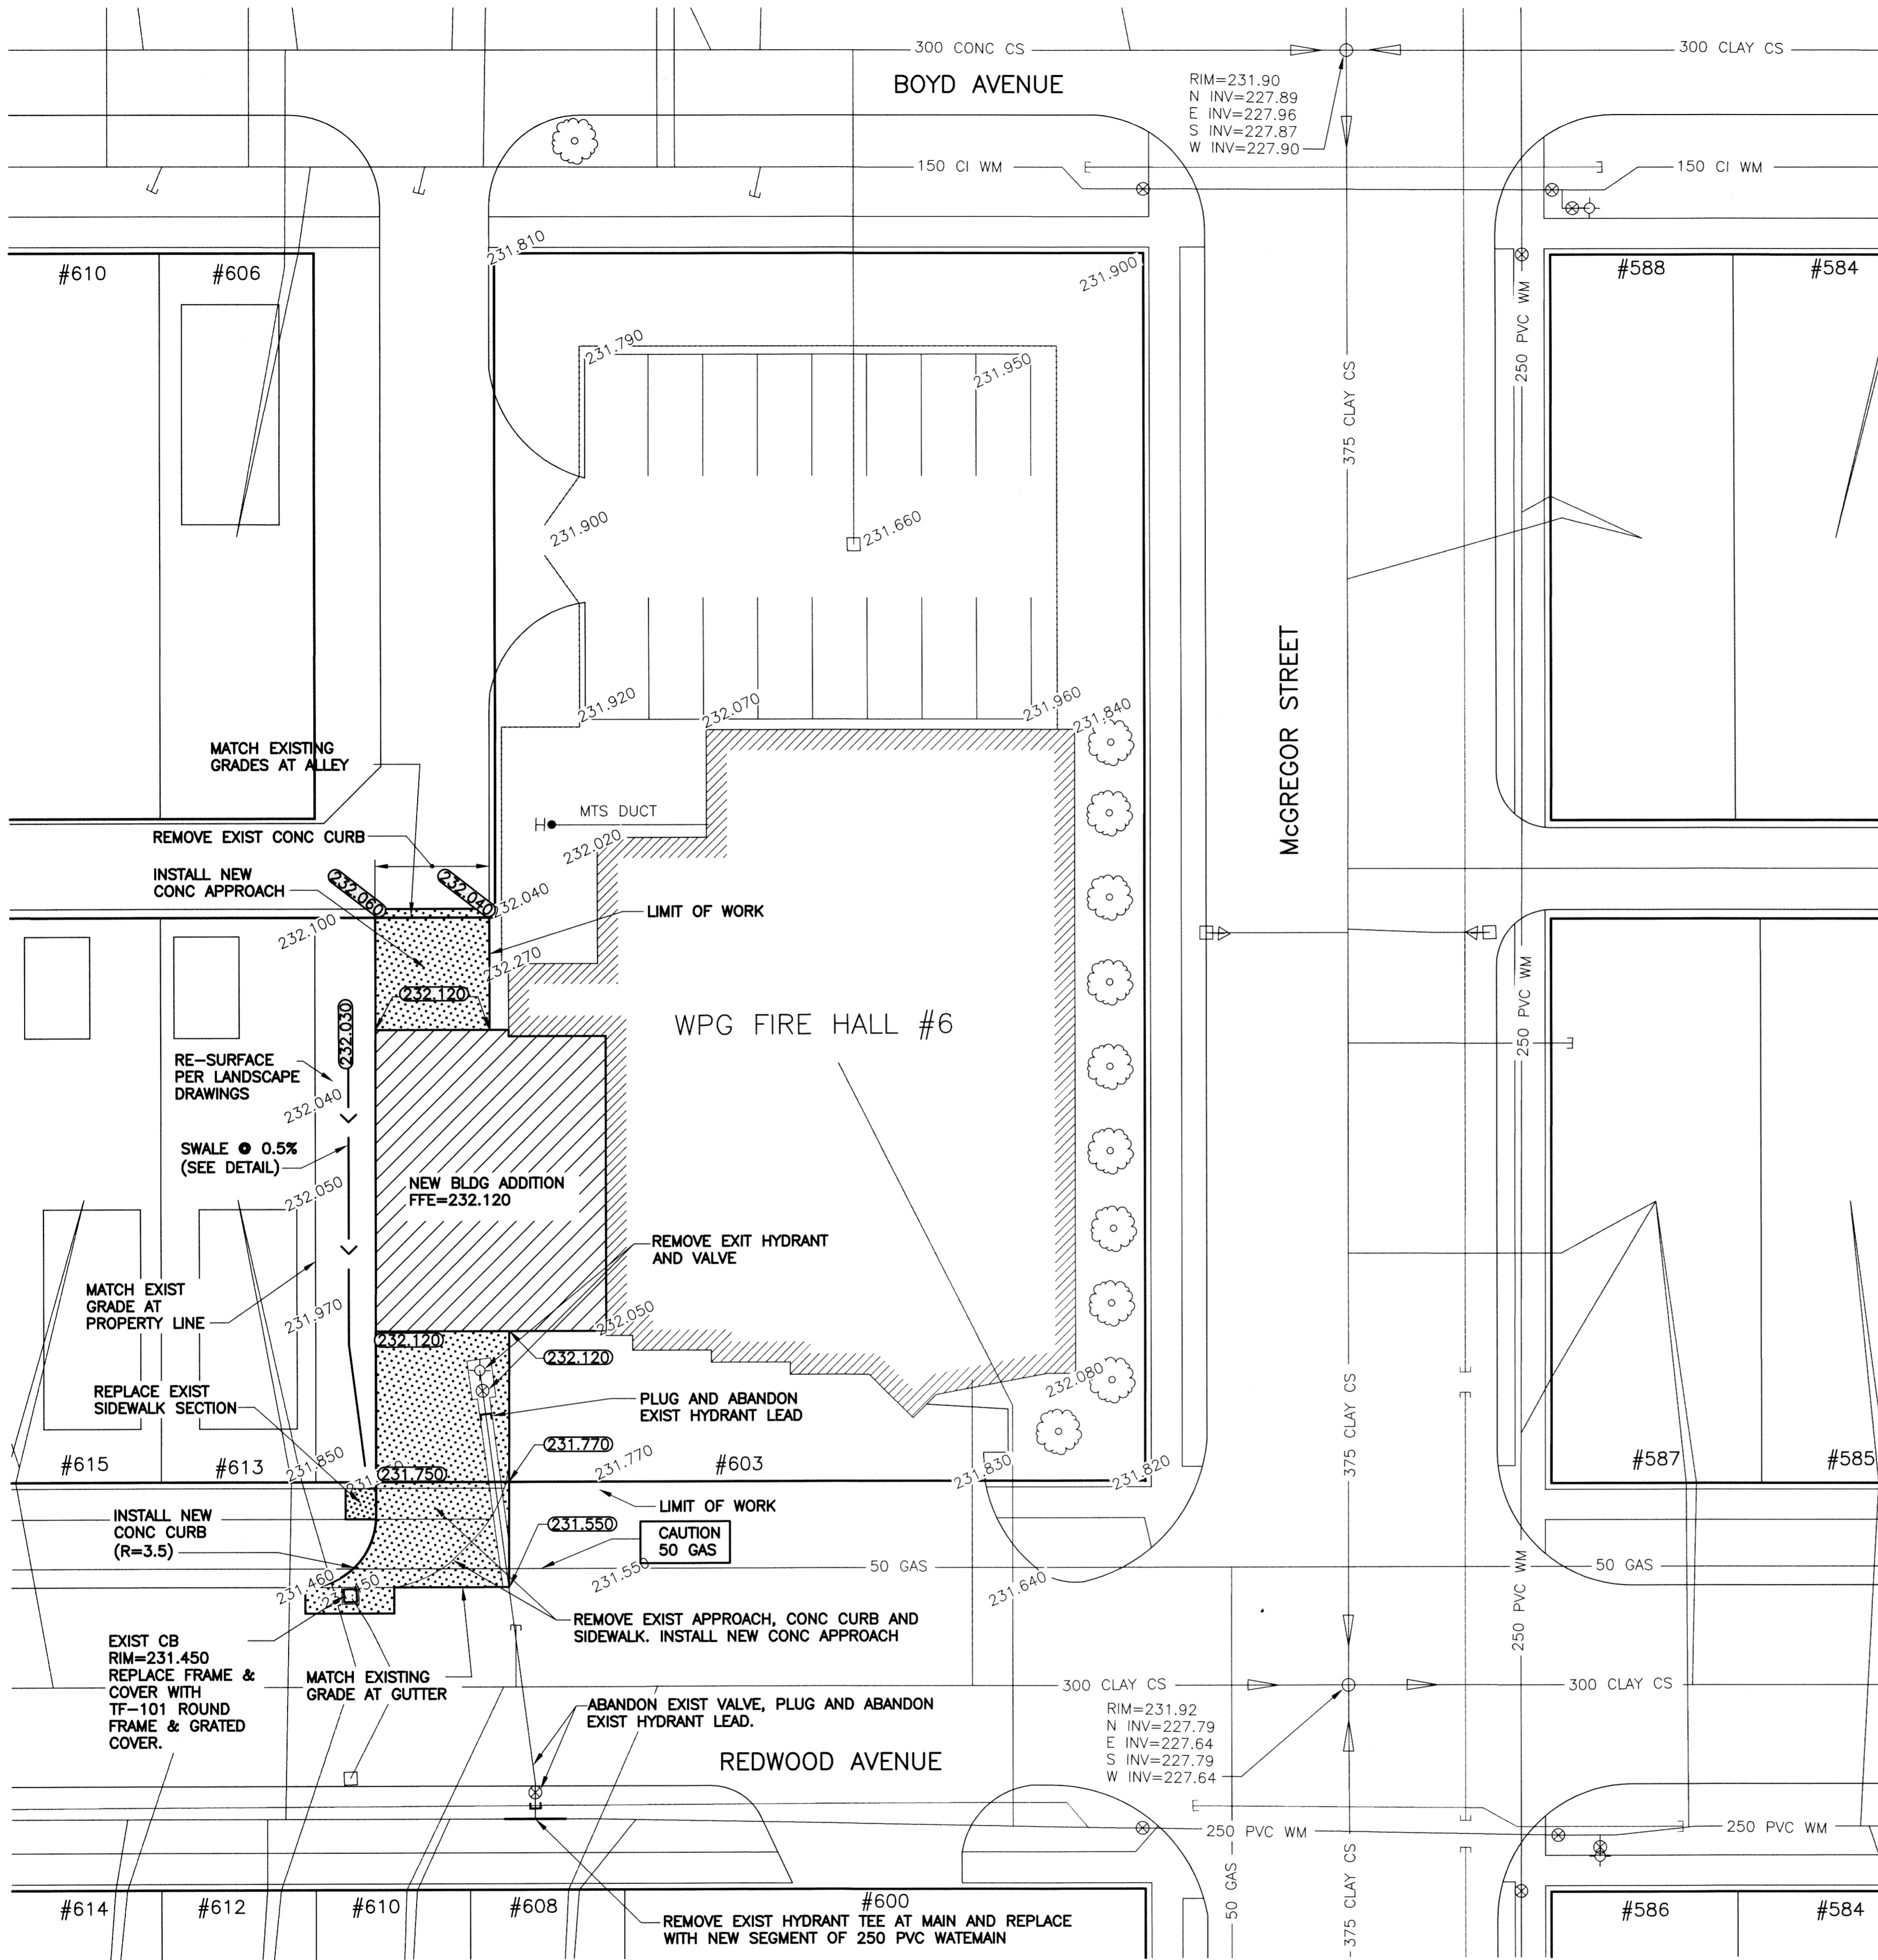 300 CONC CS
300 CLAY CS
BOYD AVENUE
RIM=231.90
N INV=227.89
E INV=227.96
S INV=227.87
W INV=227.90
150 CI WM
150 CI WM
231.810
231.900
#610
#606
#588
#584
250 PVC WM
231.790
231.950
375 CLAY CS
231.900
231.660
McGREGOR STREET
231.920
232.070
231.960
231.840
MATCH EXISTING
GRADES AT ALLEY
MTS DUCT
H
232.020
REMOVE EXIST CONC CURB
INSTALL NEW
CONC APPROACH
232.060
232.040
232.040
LIMIT OF WORK
232.100
232.270
232.120
250 PVC WM
WPG FIRE HALL #6
232.030
RE-SURFACE
PER LANDSCAPE
DRAWINGS
232.040
SWALE @ 0.5%
(SEE DETAIL)
232.050
NEW BLDG ADDITION
FFE=232.120
REMOVE EXIT HYDRANT
AND VALVE
MATCH EXIST
GRADE AT
PROPERTY LINE
231.970
232.050
232.120
232.120
232.080
375 CLAY CS
REPLACE EXIST
SIDEWALK SECTION
PLUG AND ABANDON
EXIST HYDRANT LEAD
231.770
#615
#613
231.850
231.750
231.770
#603
231.830
231.820
#587
#585
LIMIT OF WORK
INSTALL NEW
CONC CURB
(R=3.5)
231.550
CAUTION
50 GAS
50 GAS
50 GAS
231.460
231.550
231.640
250 PVC WM
REMOVE EXIST APPROACH, CONC CURB AND
SIDEWALK. INSTALL NEW CONC APPROACH
EXIST CB
RIM=231.450
REPLACE FRAME &
COVER WITH
TF-101 ROUND
FRAME & GRATED
COVER.
MATCH EXISTING
GRADE AT GUTTER
300 CLAY CS
300 CLAY CS
ABANDON EXIST VALVE, PLUG AND ABANDON
EXIST HYDRANT LEAD.
RIM=231.92
N INV=227.79
E INV=227.64
S INV=227.79
W INV=227.64
REDWOOD AVENUE
250 PVC WM
250 PVC WM
50 GAS
375 CLAY CS
#614
#612
#610
#608
#600
#586
#584
REMOVE EXIST HYDRANT TEE AT MAIN AND REPLACE
WITH NEW SEGMENT OF 250 PVC WATEMAIN